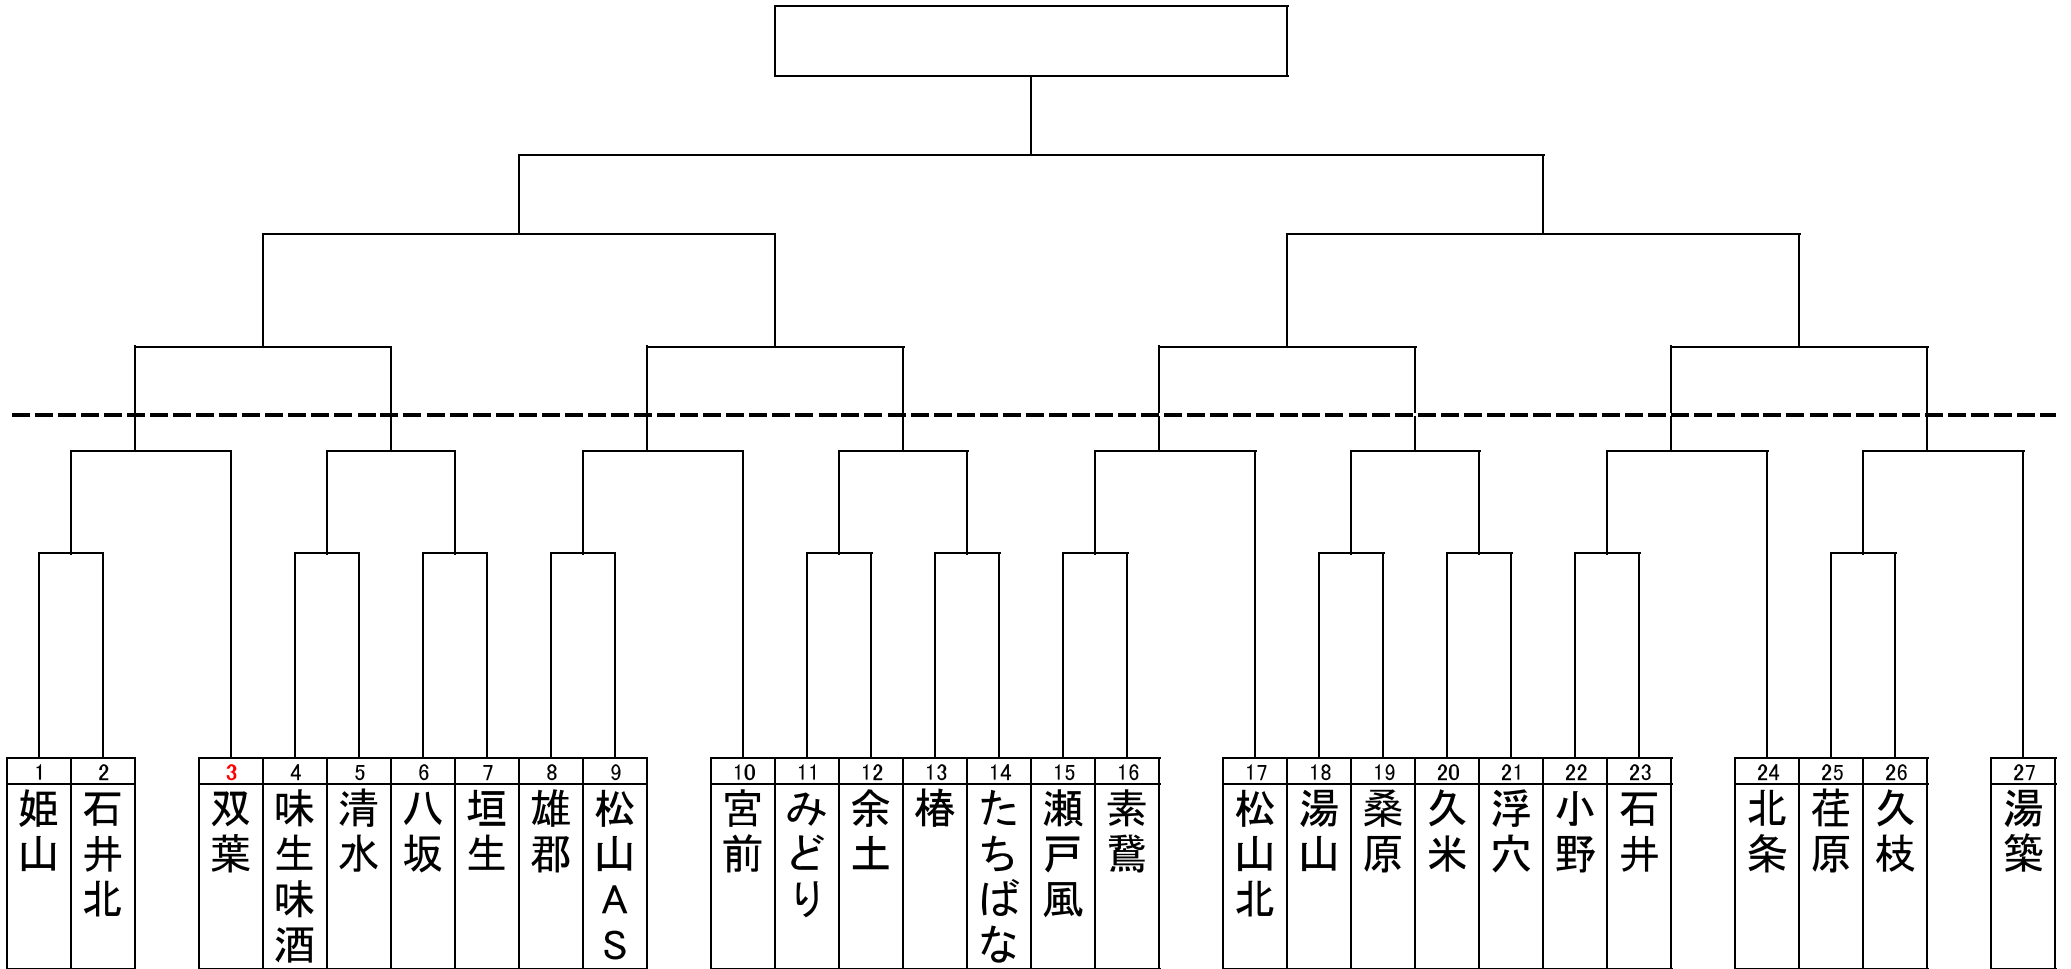 1 2 3 4 5 6 7 8 9 10 11 12 13 14 15 16 17 18 19 20 21 22 23 24 25 26 27
姫山
石井北
双葉
味生味酒
清水
八坂
垣生
雄郡
松山AS
宮前
みどり
余土
椿
たちばな
瀬戸風
素鵞
松山北
湯山
桑原
久米
浮穴
小野
石井
北条
荏原
久枝
湯築